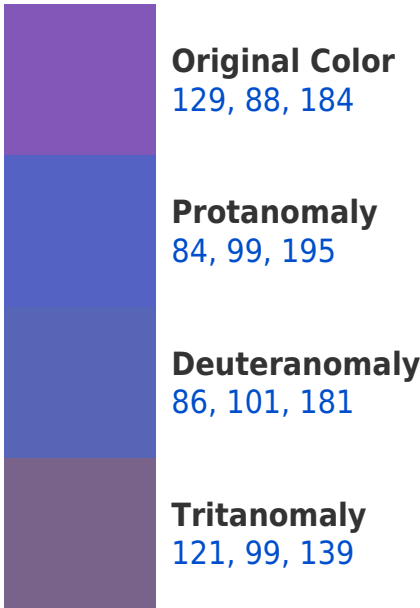 Original Color
129, 88, 184
Protanomaly
84, 99, 195
Deuteranomaly
86, 101, 181
Tritanomaly
121, 99, 139